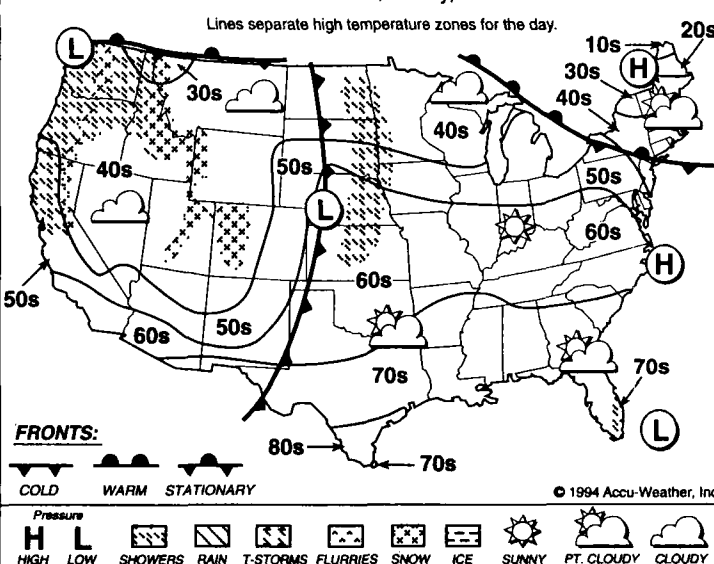 Lines separate high temperature zones for the day.
L
10s
20s
H
30s
30s
40s
40s
40s
50s
50s
L
60s
H
60s
50s
60s
50s
70s
70s
L
80s
70s
FRONTS:
COLD WARM STATIONARY
© 1994 Accu-Weather, Inc
Pressure
H L
HIGH LOW SHOWERS RAIN T-STORMS FLURRIES SNOW ICE SUNNY PT. CLOUDY CLOUDY